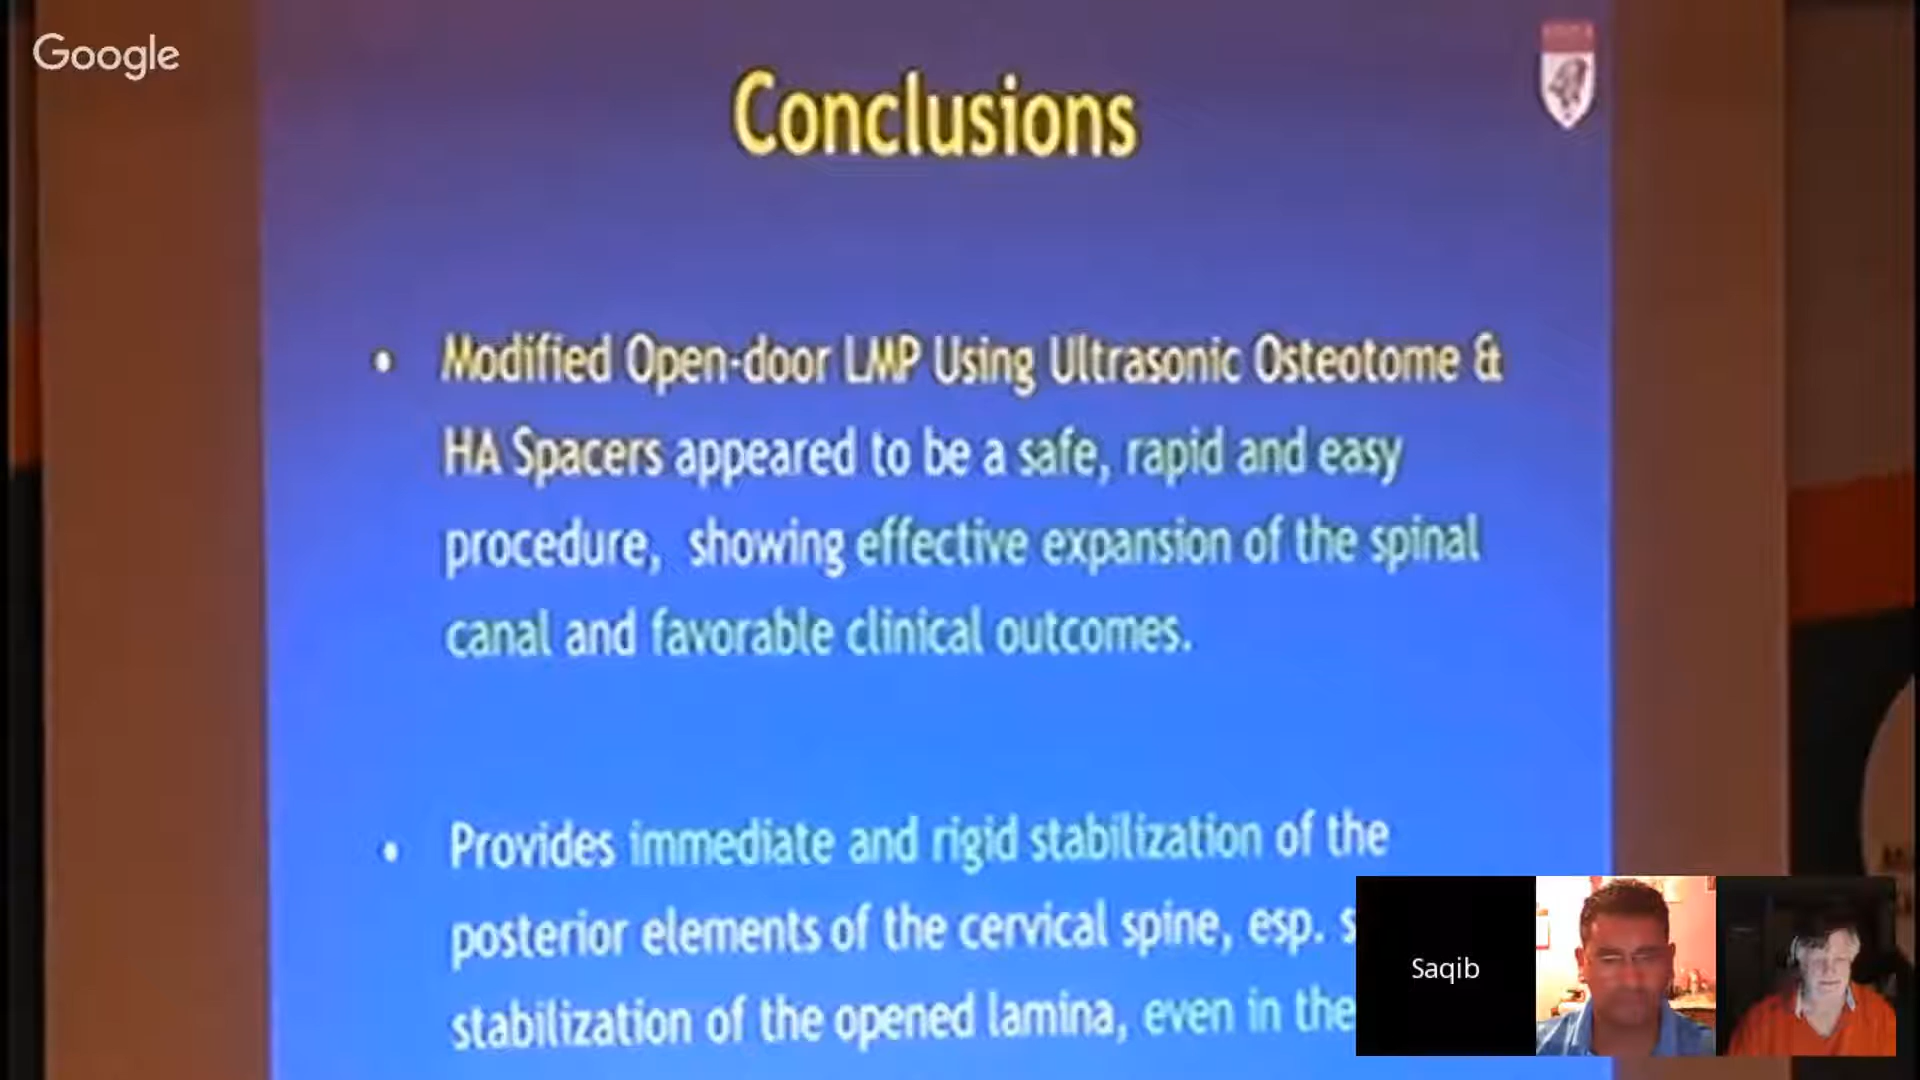 Google
Conclusions
• Modified Open-door LMP Using Ultrasonic Osteotome &
HA Spacers appeared to be a safe, rapid and easy
procedure, showing effective expansion of the spinal
canal and favorable clinical outcomes.
• Provides immediate and rigid stabilization of the
posterior elements of the cervical spine, esp. s
stabilization of the opened lamina, even in the
Saqib